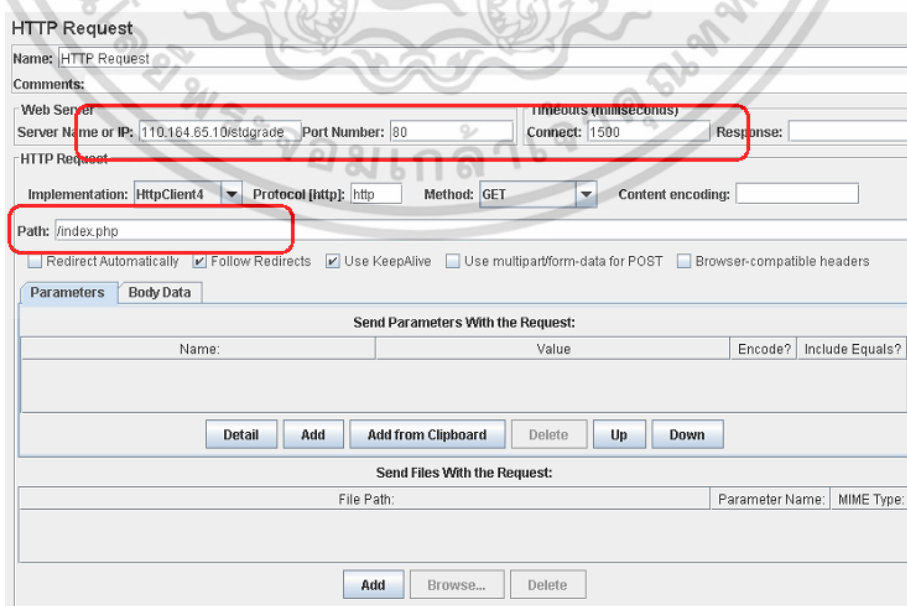 HTTP Request
Name: HTTP Request
Comments:
Web Server Timeouts (milliseconds)
Server Name or IP: 110.164.65.10/stdgrade Port Number: 80 Connect: 1500 Response:
HTTP Request
Implementation: HttpClient4 Protocol [http]: http Method: GET Content encoding:
Path: /index.php
Redirect Automatically Follow Redirects Use KeepAlive Use multipart/form-data for POST Browser-compatible headers
Parameters Body Data
Send Parameters With the Request:
Name: Value Encode? Include Equals?
Detail Add Add from Clipboard Delete Up Down
Send Files With the Request:
File Path: Parameter Name: MIME Type:
Add Browse... Delete